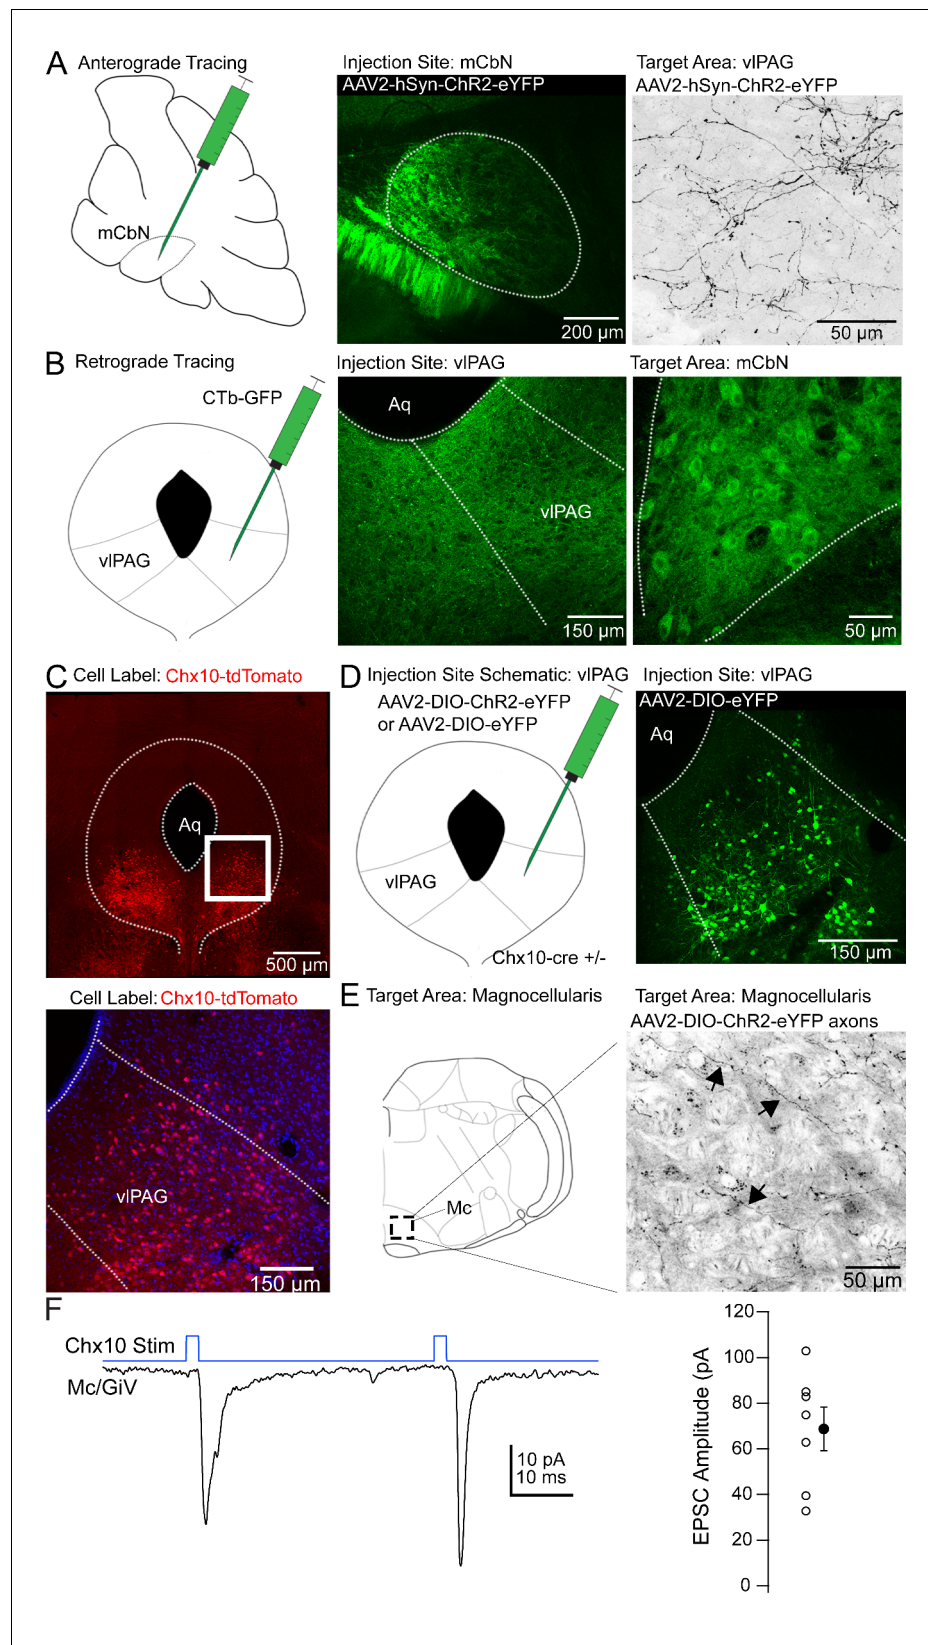 A Anterograde Tracing
mCbN
Injection Site: mCbN
AAV2-hSyn-ChR2-eYFP
200 µm
Target Area: vlPAG
AAV2-hSyn-ChR2-eYFP
50 µm
B Retrograde Tracing
CTb-GFP
vlPAG
Injection Site: vlPAG
Aq
vlPAG
150 µm
Target Area: mCbN
50 µm
C Cell Label: Chx10-tdTomato
Aq
500 µm
Cell Label: Chx10-tdTomato
vlPAG
150 µm
D Injection Site Schematic: vlPAG
AAV2-DIO-ChR2-eYFP
or AAV2-DIO-eYFP
vlPAG
Chx10-cre +/-
Injection Site: vlPAG
AAV2-DIO-eYFP
Aq
150 µm
E Target Area: Magnocellularis
Mc
Target Area: Magnocellularis
AAV2-DIO-ChR2-eYFP axons
50 µm
F
Chx10 Stim
Mc/GiV
10 pA
10 ms
EPSC Amplitude (pA
120
100
80
60
40
20
0